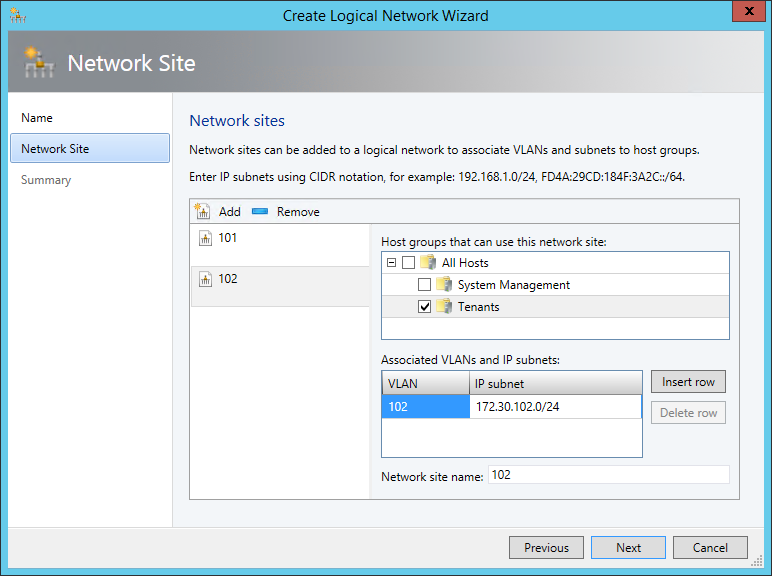 Create Logical Network Wizard
x
Network Site
Name
Network Site
Summary
Network sites
Network sites can be added to a logical network to associate VLANs and subnets to host groups.
Enter IP subnets using CIDR notation, for example: 192.168.1.0/24, FD4A:29CD:184F:3A2C::/64.
Add Remove
101
102
Host groups that can use this network site:
All Hosts
System Management
Tenants
Associated VLANs and IP subnets:
VLAN IP subnet
102 172.30.102.0/24
Insert row
Delete row
Network site name: 102
Previous Next Cancel